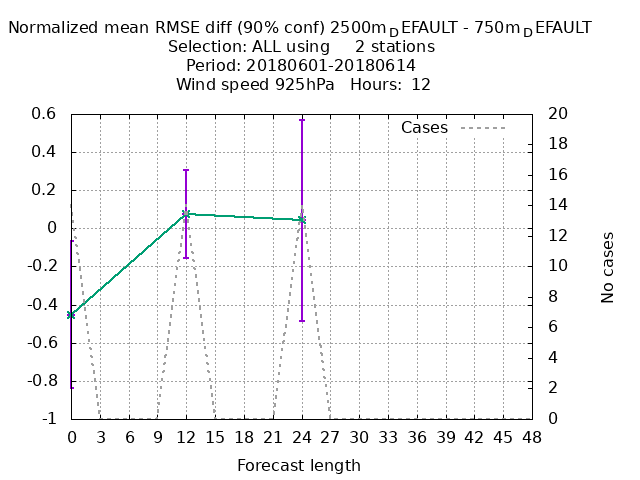 Normalized mean RMSE diff (90% conf) 2500m_DEFAULT - 750m_DEFAULT
Selection: ALL using 2 stations
Period: 20180601-20180614
Wind speed 925hPa Hours: 12
Cases
0.6
0.4
0.2
0
-0.2
-0.4
-0.6
-0.8
-1
20
18
16
14
12
10
8
6
4
2
0
No cases
0 3 6 9 12 15 18 21 24 27 30 33 36 39 42 45 48
Forecast length